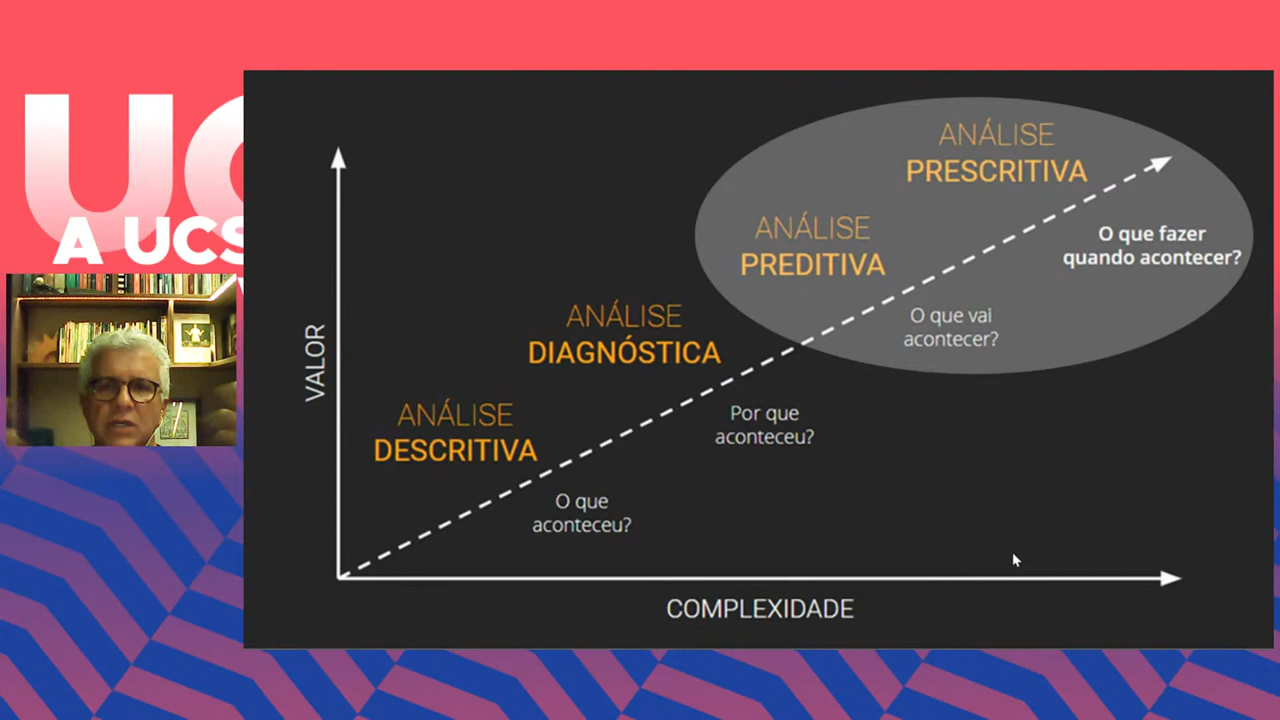 UC
A UCS
ANÁLISE
PRESCRITIVA
O que fazer
quando acontecer?
ANÁLISE
PREDITIVA
O que vai
acontecer?
ANÁLISE
DIAGNÓSTICA
Por que
aconteceu?
ANÁLISE
DESCRITIVA
O que
aconteceu?
VALOR
COMPLEXIDADE